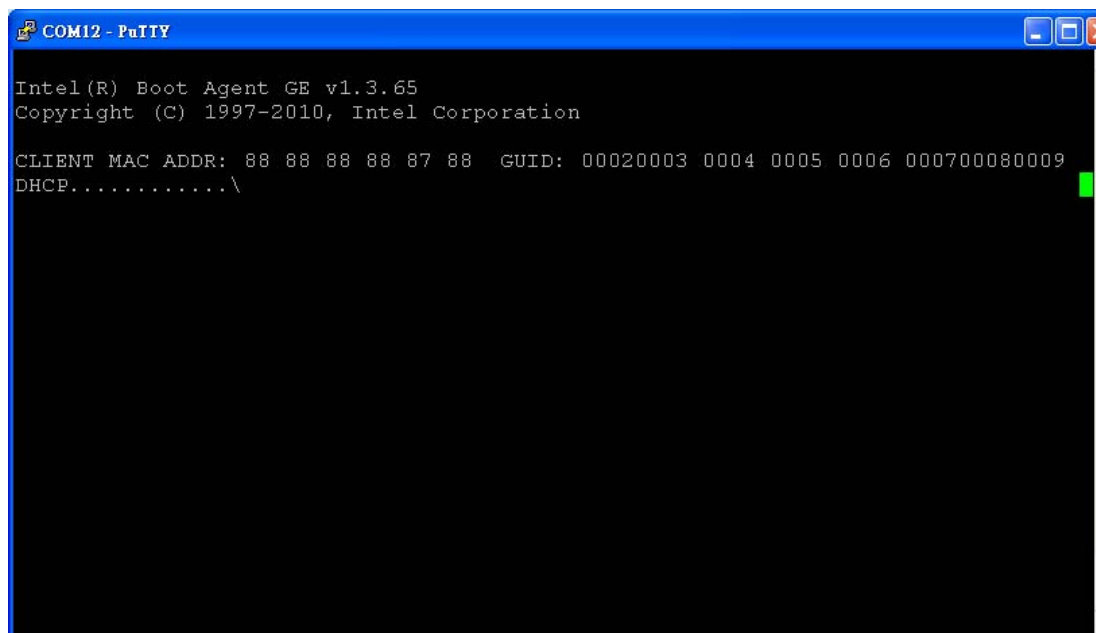 COM12 - PuTTY
Intel(R) Boot Agent GE v1.3.65
Copyright (C) 1997-2010, Intel Corporation
CLIENT MAC ADDR: 88 88 88 88 87 88  GUID: 00020003 0004 0005 0006 000700080009
DHCP............\